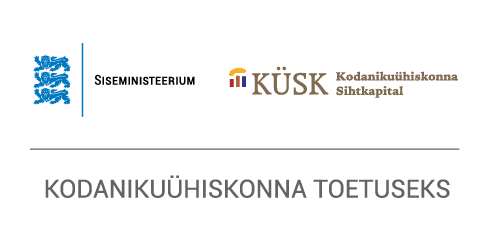 SISEMINISTEERIUM
KÜSK
Kodanikuühiskonna
Sihtkapital
KODANIKUÜHISKONNA TOETUSEKS